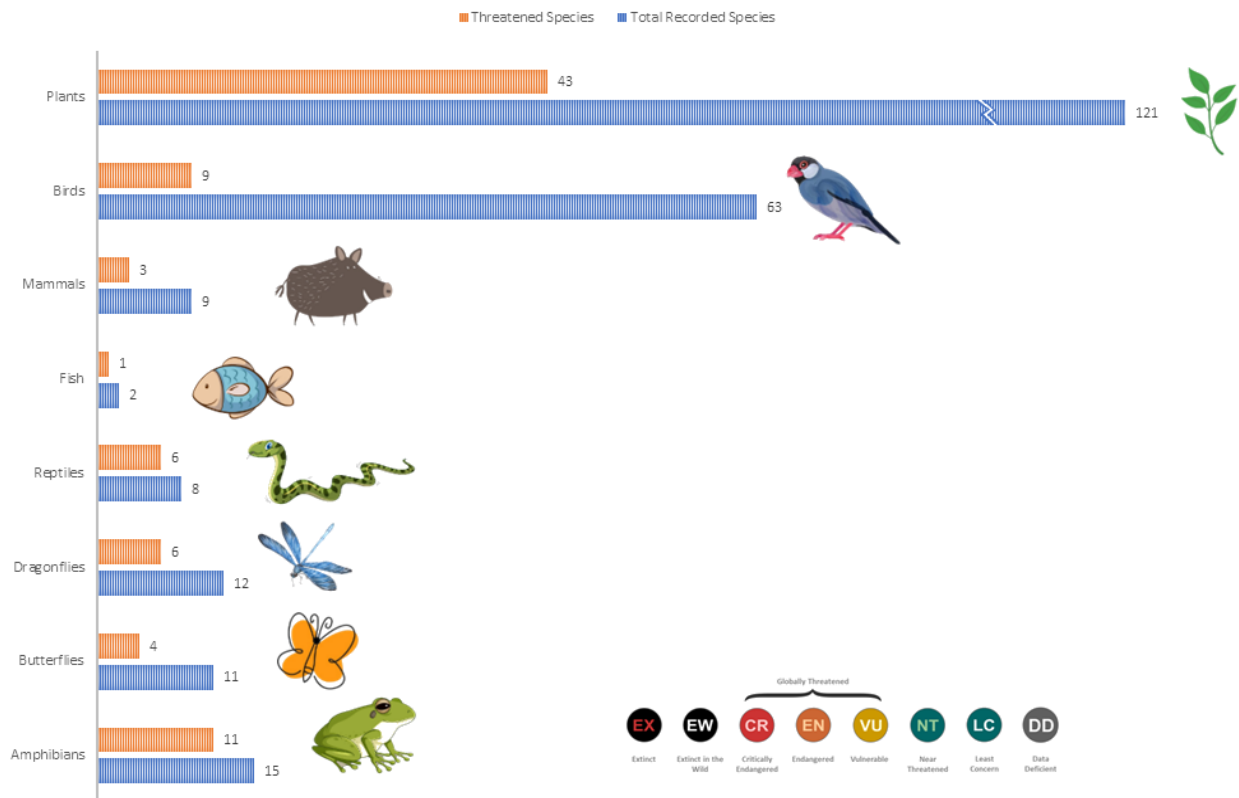 Threatened Species Total Recorded Species
Plants
43
121
Birds
9
63
Mammals
3
9
Fish
1
2
Reptiles
6
8
Dragonflies
6
12
Butterflies
4
11
Amphibians
11
15
Globally Threatened
EX EW CR EN VU NT LC DD
Extinct Extinct in the Critically Endangered Vulnerable Near Least Data
Wild Endangered Threatened Concern Deficient